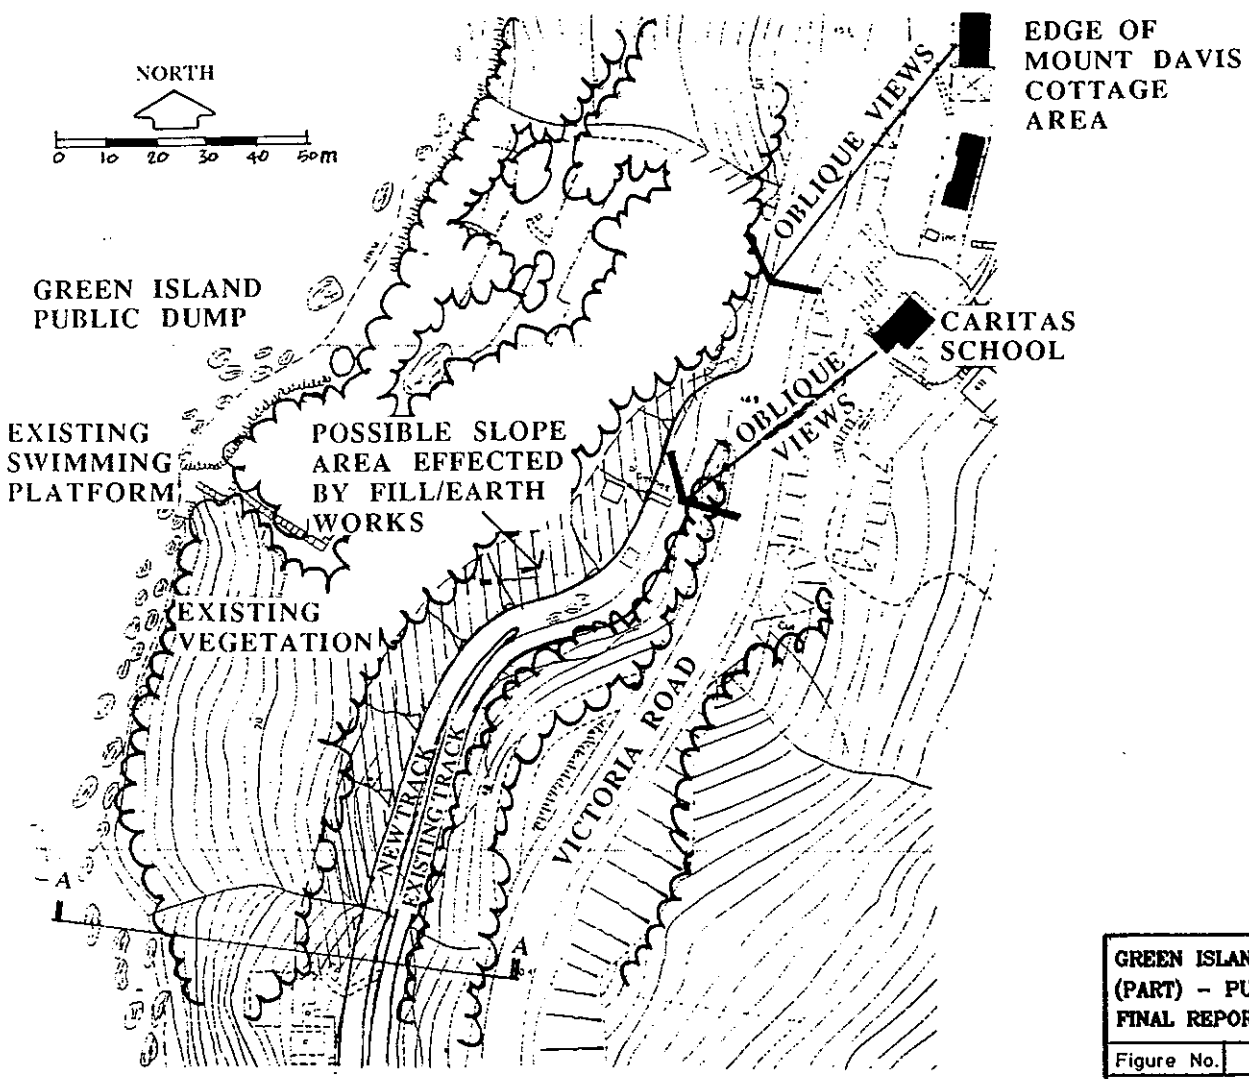 EDGE OF
MOUNT DAVIS
COTTAGE
AREA
NORTH
0 10 20 30 40 50m
OBLIQUE VIEWS
GREEN ISLAND
PUBLIC DUMP
CARITAS
SCHOOL
OBLIQUE
VIEWS
EXISTING
SWIMMING
PLATFORM
POSSIBLE SLOPE
AREA EFFECTED
BY FILL/EARTH
WORKS
EXISTING
VEGETATION
NEW TRACK
EXISTING TRACK
VICTORIA ROAD
A
A
GREEN ISLAN
(PART) - PU
FINAL REPOR
Figure No.